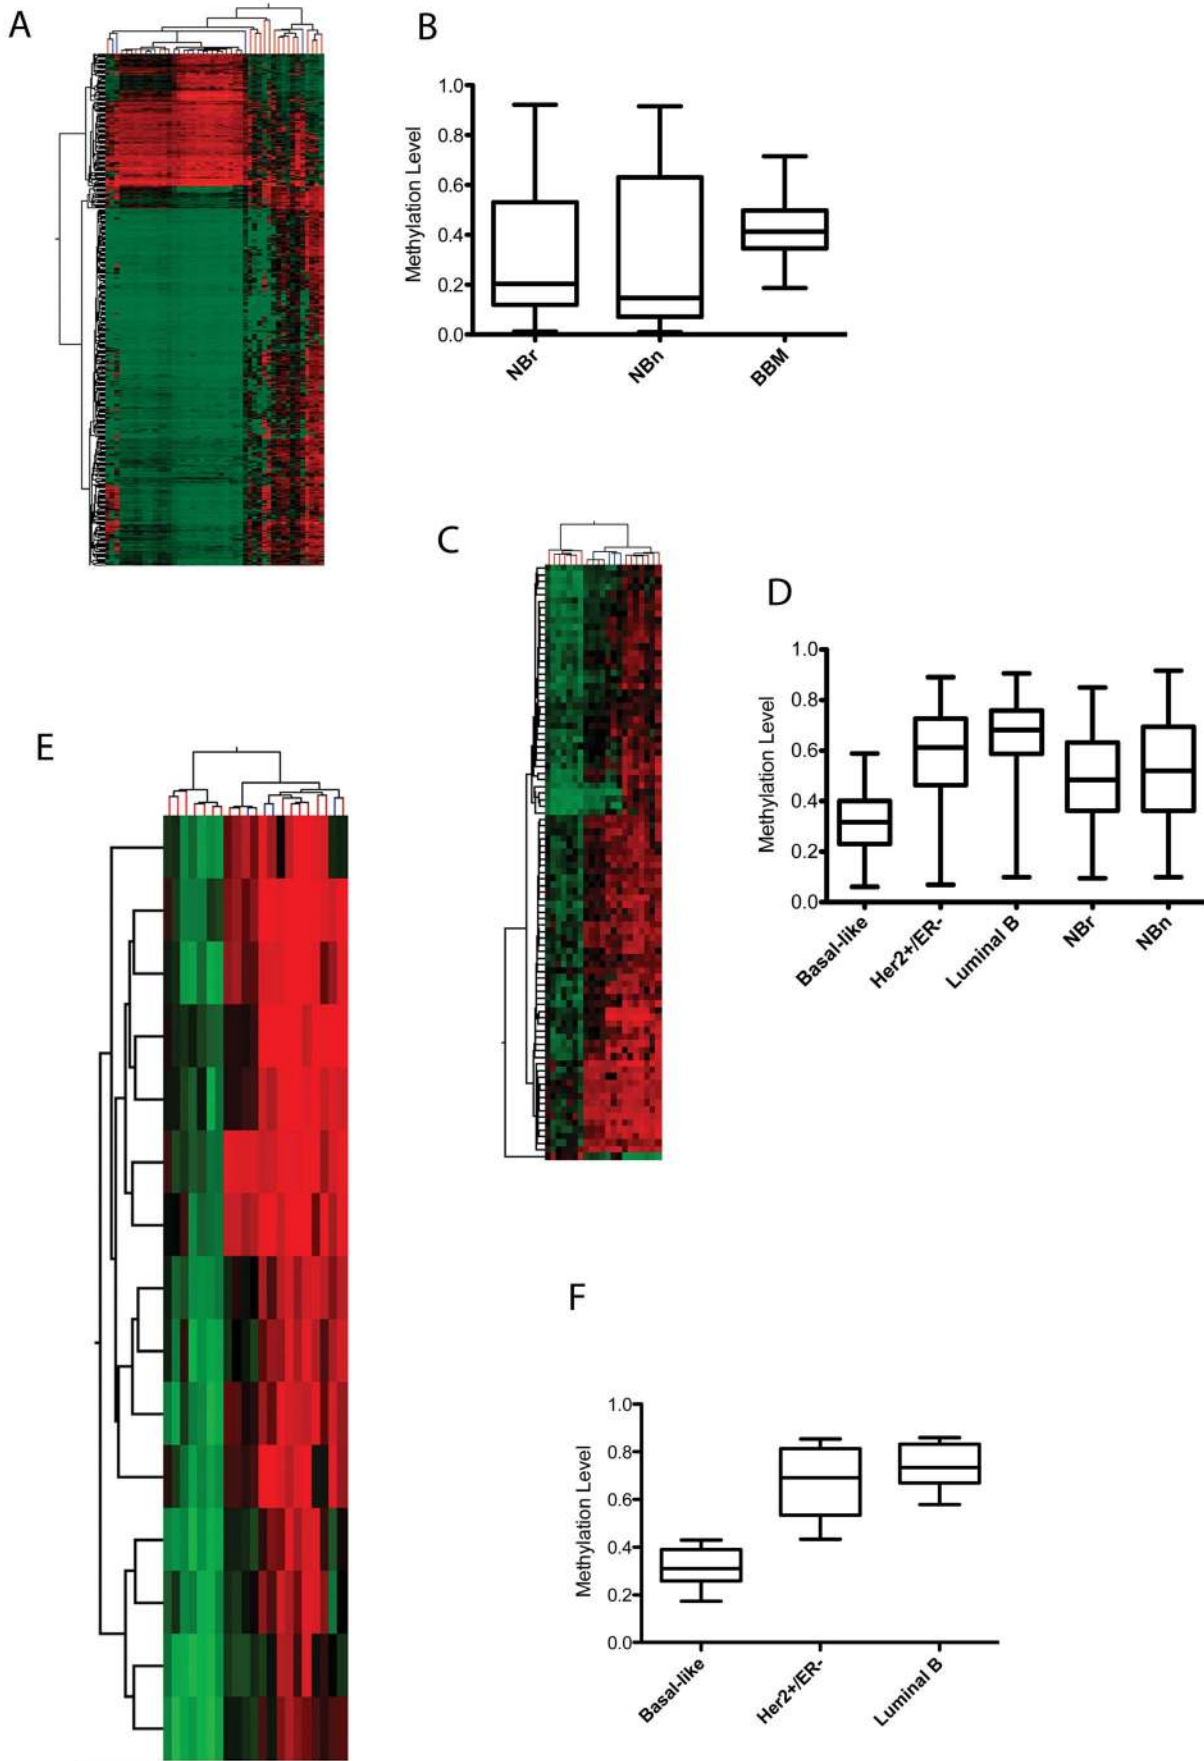 A
B
1.0
0.8
0.6
0.4
0.2
0.0
Methylation Level
NBr
NBn
BBM
C
D
1.0
0.8
0.6
0.4
0.2
0.0
Methylation Level
Basal-like
Her2+/ER-
Luminal B
NBr
NBn
E
F
1.0
0.8
0.6
0.4
0.2
0.0
Methylation Level
Basal-like
Her2+/ER-
Luminal B